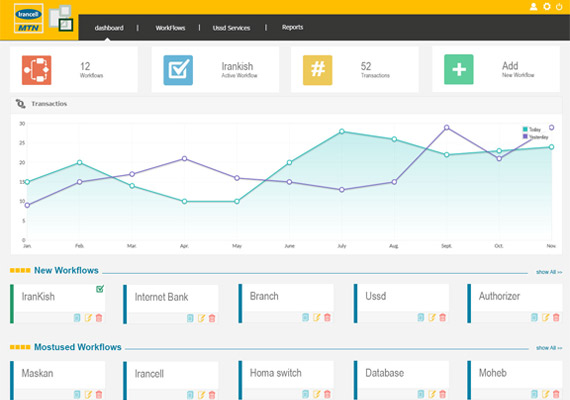 Irancell
MTN
dashboard | WorkFlows | Ussd Services | Reports
12
Workflows
Irankish
Active Workflow
#
52
Transactions
Add
New Workflow
Transactios
Today
Yesterday
30
25
20
15
10
5
0
Jan. Feb. Mar. Apr. May June July Aug. Sept. Oct. Nov.
New Workflows
show All >>
IranKish
Internet Bank
Branch
Ussd
Authorizer
Mostused Workflows
show All >>
Maskan
Irancell
Homa switch
Database
Moheb